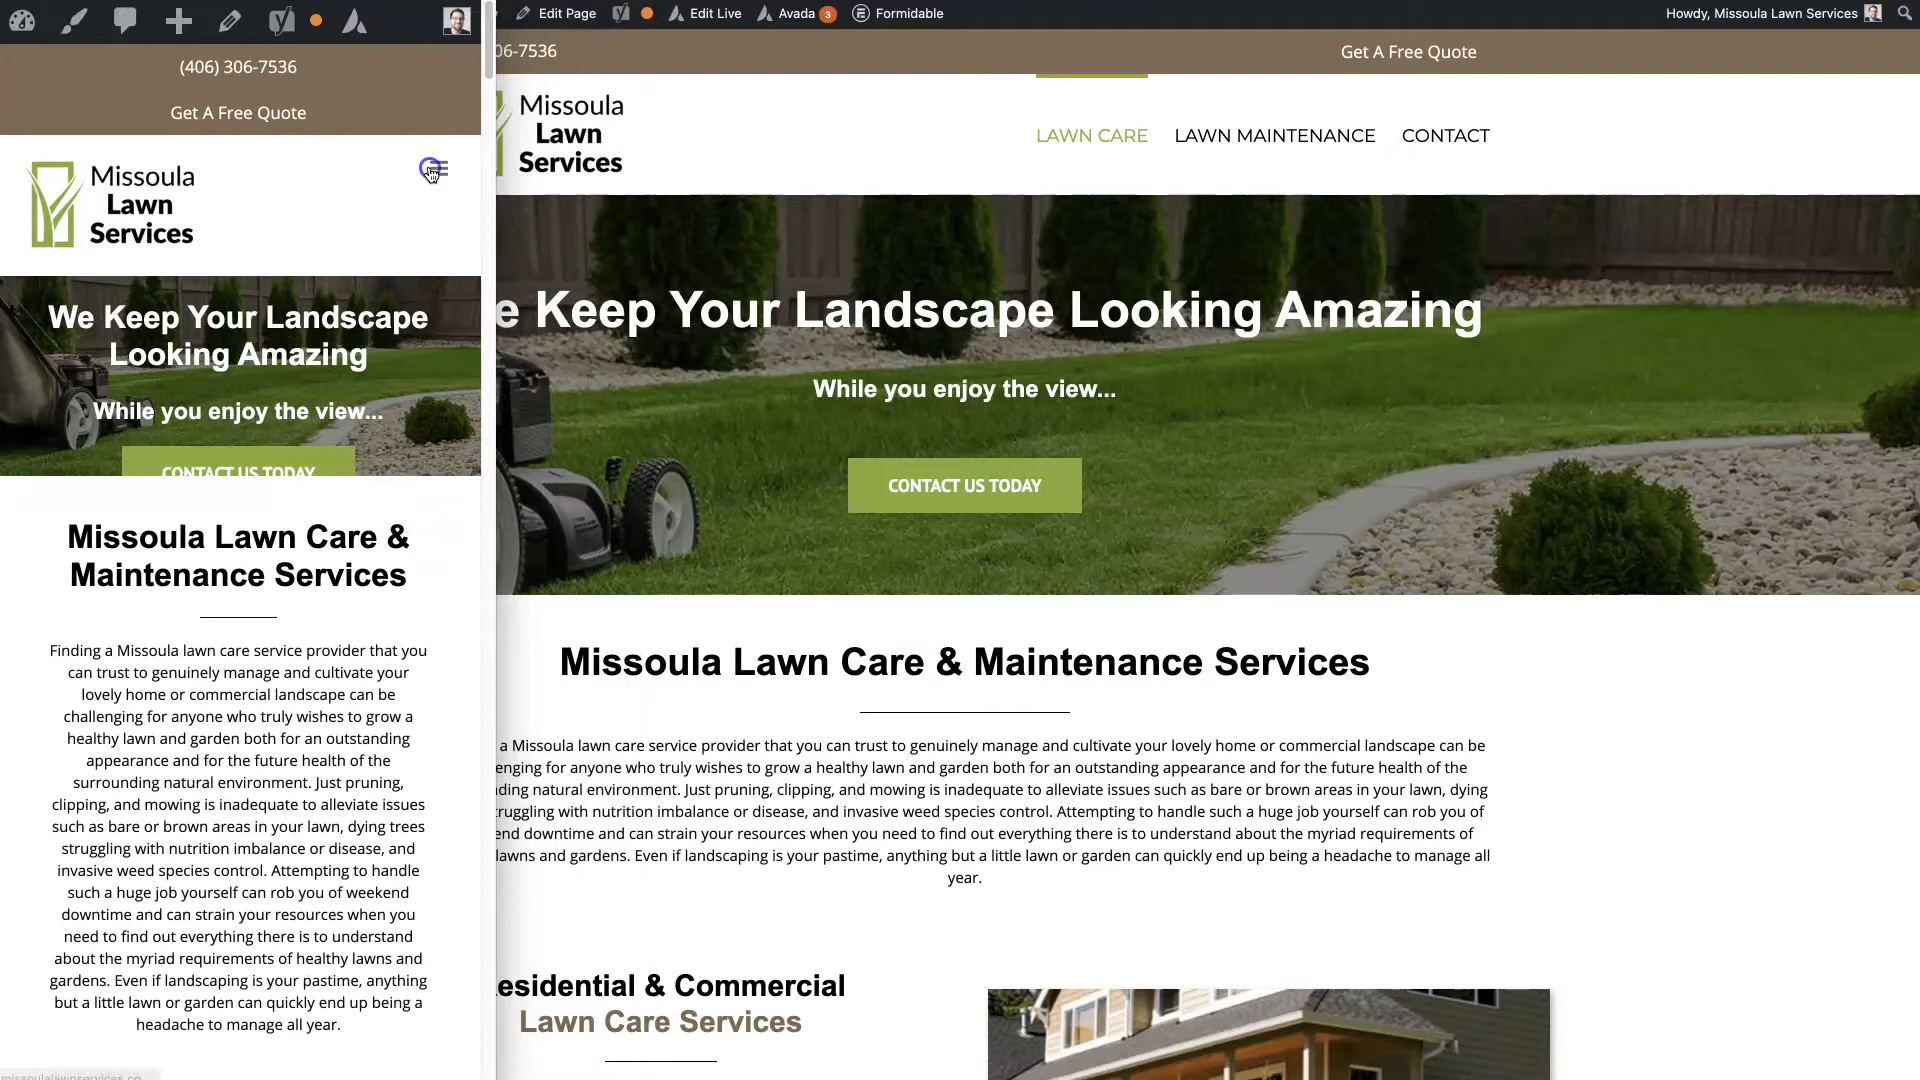 (406) 306-7536
Get A Free Quote
Missoula
Lawn
Services
We Keep Your Landscape
Looking Amazing
While you enjoy the view...
CONTACT US TODAY
Missoula Lawn Care &
Maintenance Services
Finding a Missoula lawn care service provider that you
can trust to genuinely manage and cultivate your
lovely home or commercial landscape can be
challenging for anyone who truly wishes to grow a
healthy lawn and garden both for an outstanding
appearance and for the future health of the
surrounding natural environment. Just pruning,
clipping, and mowing is inadequate to alleviate issues
such as bare or brown areas in your lawn, dying trees
struggling with nutrition imbalance or disease, and
invasive weed species control. Attempting to handle
such a huge job yourself can rob you of weekend
downtime and can strain your resources when you
need to find out everything there is to understand
about the myriad requirements of healthy lawns and
gardens. Even if landscaping is your pastime, anything
but a little lawn or garden can quickly end up being a
headache to manage all year.
missoulalawnservices.co
Edit Page Edit Live Avada 3 Formidable Howdy, Missoula Lawn Services
06-7536 Get A Free Quote
Missoula
Lawn
Services
LAWN CARE LAWN MAINTENANCE CONTACT
e Keep Your Landscape Looking Amazing
While you enjoy the view...
CONTACT US TODAY
Missoula Lawn Care & Maintenance Services
a Missoula lawn care service provider that you can trust to genuinely manage and cultivate your lovely home or commercial landscape can be
enging for anyone who truly wishes to grow a healthy lawn and garden both for an outstanding appearance and for the future health of the
ding natural environment. Just pruning, clipping, and mowing is inadequate to alleviate issues such as bare or brown areas in your lawn, dying
truggling with nutrition imbalance or disease, and invasive weed species control. Attempting to handle such a huge job yourself can rob you of
end downtime and can strain your resources when you need to find out everything there is to understand about the myriad requirements of
lawns and gardens. Even if landscaping is your pastime, anything but a little lawn or garden can quickly end up being a headache to manage all
year.
esidential & Commercial
Lawn Care Services